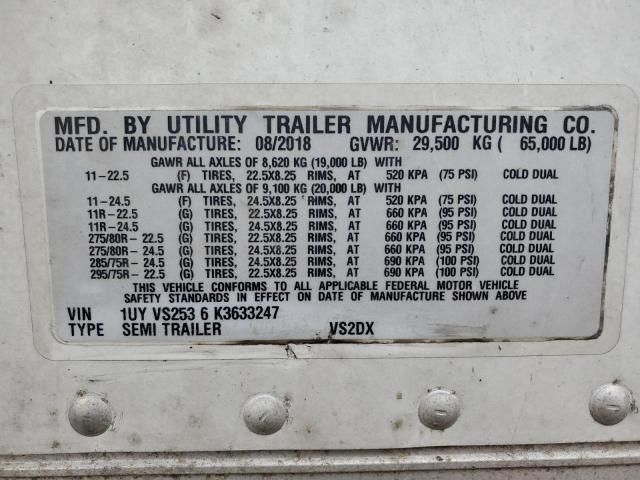 MFD. BY UTILITY TRAILER MANUFACTURING CO.
DATE OF MANUFACTURE: 08/2018 GVWR: 29,500 KG ( 65,000 LB)
GAWR ALL AXLES OF 8,620 KG (19,000 LB) WITH
11-22.5 (F) TIRES, 22.5X8.25 RIMS, AT 520 KPA (75 PSI) COLD DUAL
GAWR ALL AXLES OF 9,100 KG (20,000 LB) WITH
11-24.5 (F) TIRES, 24.5X8.25 RIMS, AT 520 KPA (75 PSI) COLD DUAL
11R-22.5 (G) TIRES, 22.5X8.25 RIMS, AT 660 KPA (95 PSI) COLD DUAL
11R-24.5 (G) TIRES, 24.5X8.25 RIMS, AT 660 KPA (95 PSI) COLD DUAL
275/80R-22.5 (G) TIRES, 22.5X8.25 RIMS, AT 660 KPA (95 PSI) COLD DUAL
275/80R-24.5 (G) TIRES, 24.5X8.25 RIMS, AT 660 KPA (95 PSI) COLD DUAL
285/75R-24.5 (G) TIRES, 24.5X8.25 RIMS, AT 690 KPA (100 PSI) COLD DUAL
295/75R-22.5 (G) TIRES, 22.5X8.25 RIMS, AT 690 KPA (100 PSI) COLD DUAL
THIS VEHICLE CONFORMS TO ALL APPLICABLE FEDERAL MOTOR VEHICLE
SAFETY STANDARDS IN EFFECT ON DATE OF MANUFACTURE SHOWN ABOVE
VIN 1UY VS253 6 K3633247
TYPE SEMI TRAILER VS2DX